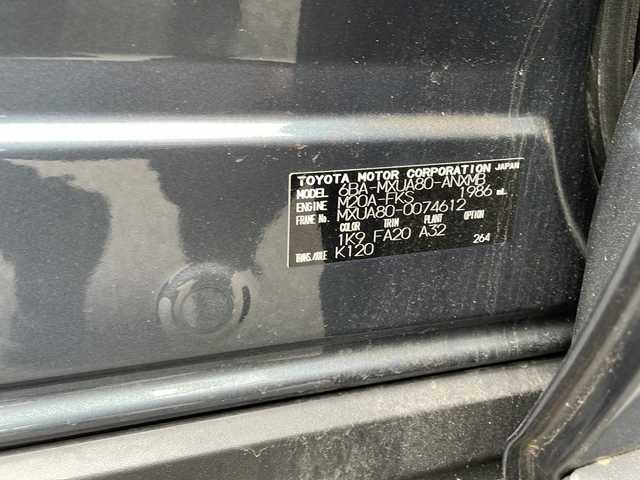 TOYOTA MOTOR CORPORATION JAPAN
MODEL 6BA-MXUA80-ANXMB
ENGINE M20A-FKS 1986 mL
FRAME No. MXUA80-0074612
COLOR TRIM PLANT OPTION
1K9 FA20 A32 264
TRANS./AXLE K120